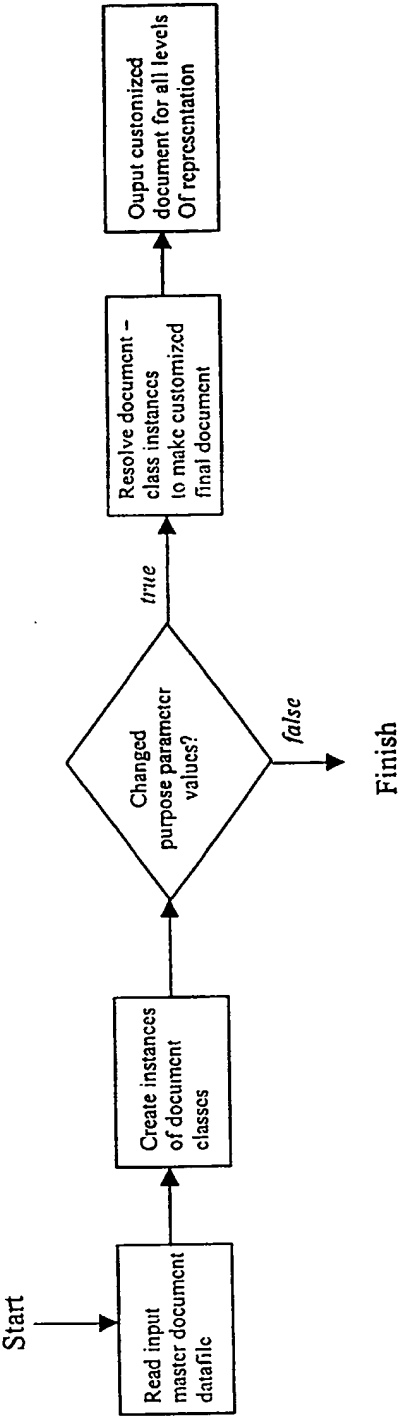 Start
Read input
master document
datafile
Create instances
of document
classes
Changed
purpose parameter
values?
true
false
Finish
Resolve document –
class instances
to make customized
final document
Ouput customized
document for all levels
Of representation